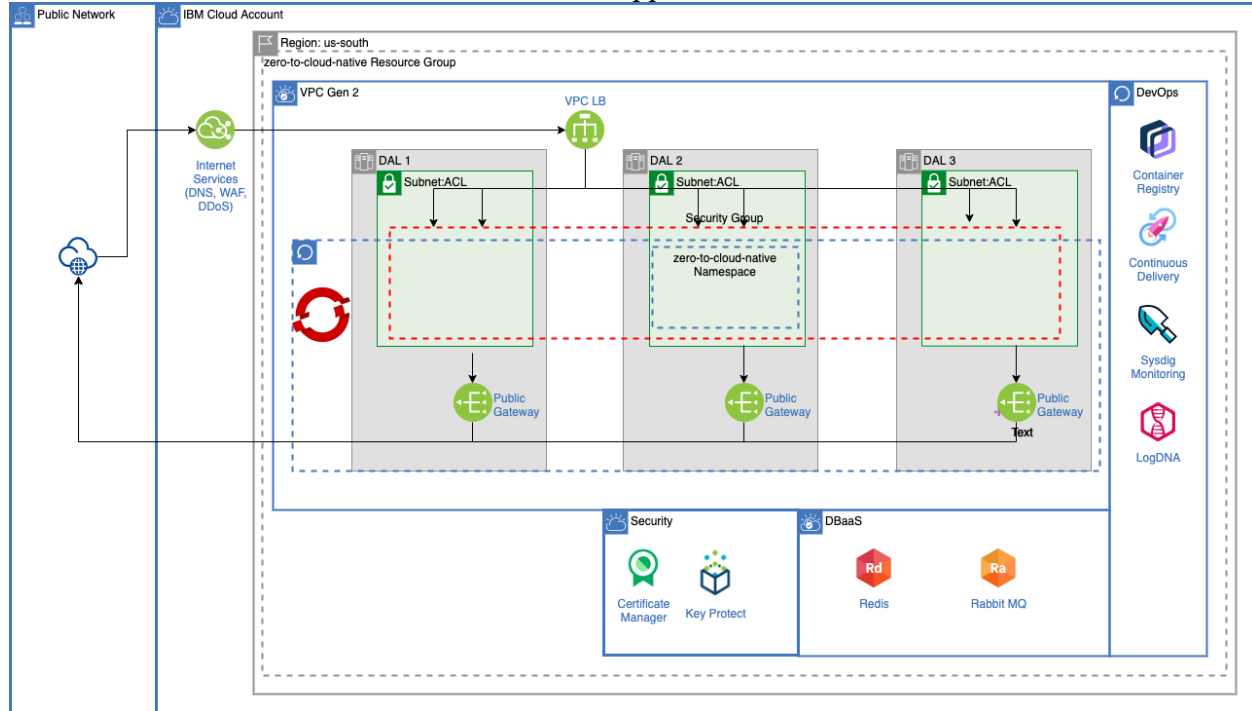 Public Network
IBM Cloud Account
Region: us-south
zero-to-cloud-native Resource Group
VPC Gen 2
DevOps
VPC LB
Internet
Services
(DNS, WAF,
DDoS)
DAL 1
DAL 2
DAL 3
Subnet:ACL
Subnet:ACL
Subnet:ACL
Security Group
zero-to-cloud-native
Namespace
Public
Gateway
Public
Gateway
Public
Gateway
Text
Container
Registry
Continuous
Delivery
Sysdig
Monitoring
LogDNA
Security
Certificate
Manager
Key Protect
DBaaS
Rd
Redis
Ra
Rabbit MQ